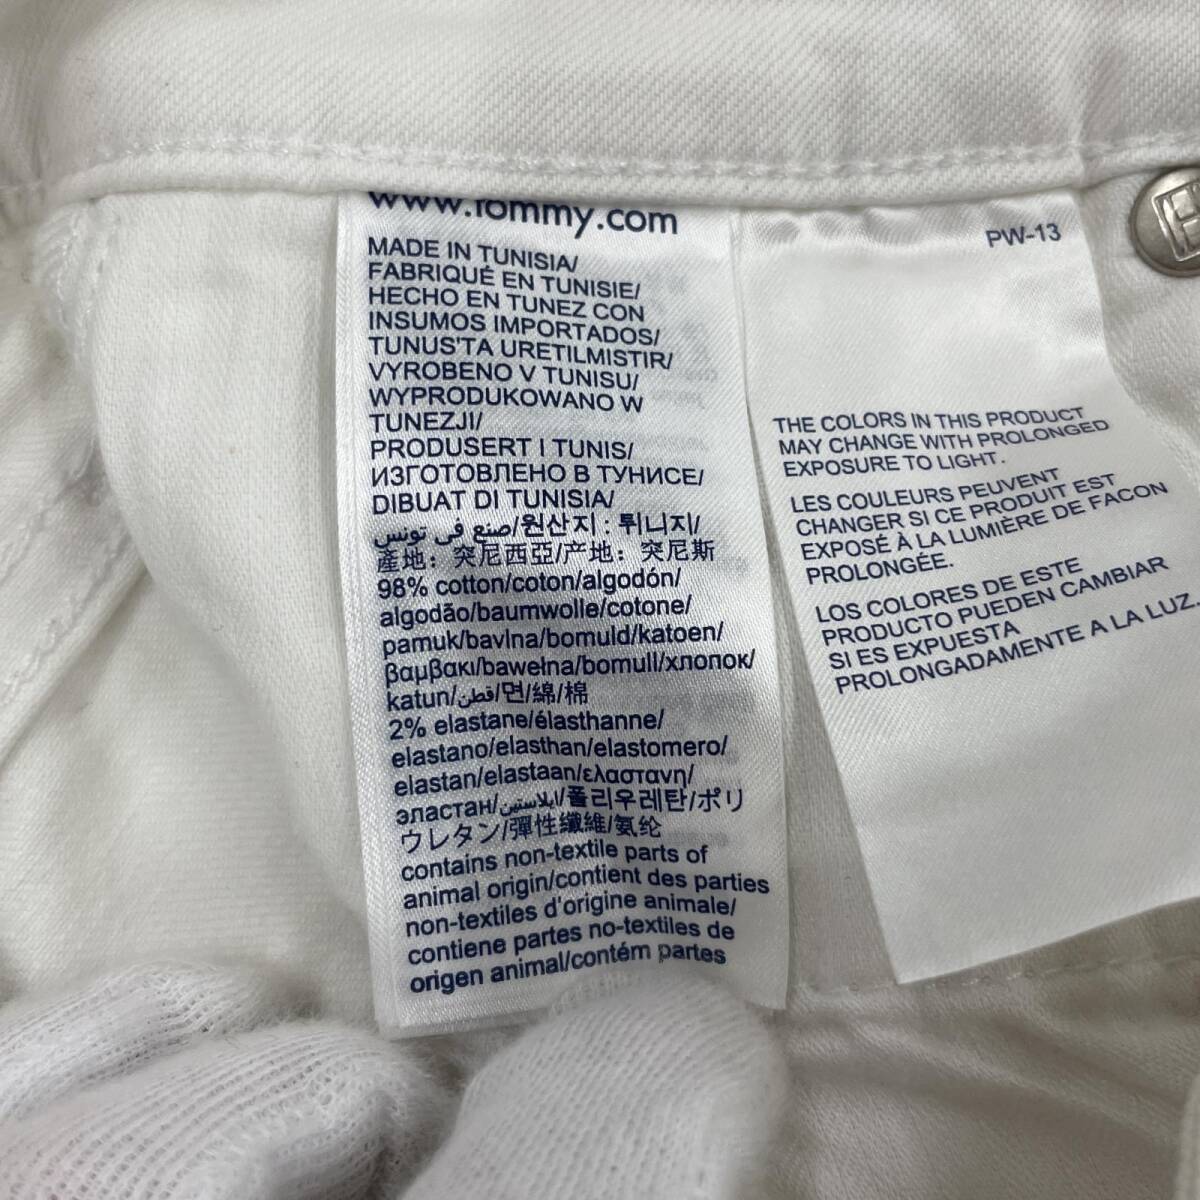 www.tommy.com
MADE IN TUNISIA/
FABRIQUÉ EN TUNISIE/
HECHO EN TUNEZ CON
INSUMOS IMPORTADOS/
TUNUS'TA URETILMISTIR/
VYROBENO V TUNISU/
WYPRODUKOWANO W
TUNEZJI/
PRODUSERT I TUNIS/
ИЗГОТОВЛЕНО В ТУНИСЕ/
DIBUAT DI TUNISIA/
صنع في تونس/원산지 : 튀니지/
產地: 突尼西亞/产地: 突尼斯
98% cotton/coton/algodón/
algodão/baumwolle/cotone/
pamuk/bavlna/bomuld/katoen/
βαμβακι/bawełna/bomull/хлопок/
katun/قطن/면/綿/棉
2% elastane/élasthanne/
elastano/elasthan/elastomero/
elastan/elastaan/ελαστανη/
эластан/ايلاستين/폴리우레탄/ポリ
ウレタン/彈性纖維/氨纶
contains non-textile parts of
animal origin/contient des parties
non-textiles d'origine animale/
contiene partes no-textiles de
origen animal/contém partes
PW-13
THE COLORS IN THIS PRODUCT
MAY CHANGE WITH PROLONGED
EXPOSURE TO LIGHT.
LES COULEURS PEUVENT
CHANGER SI CE PRODUIT EST
EXPOSÉ À LA LUMIÈRE DE FACON
PROLONGÉE.
LOS COLORES DE ESTE
PRODUCTO PUEDEN CAMBIAR
SI ES EXPUESTA
PROLONGADAMENTE A LA LUZ.